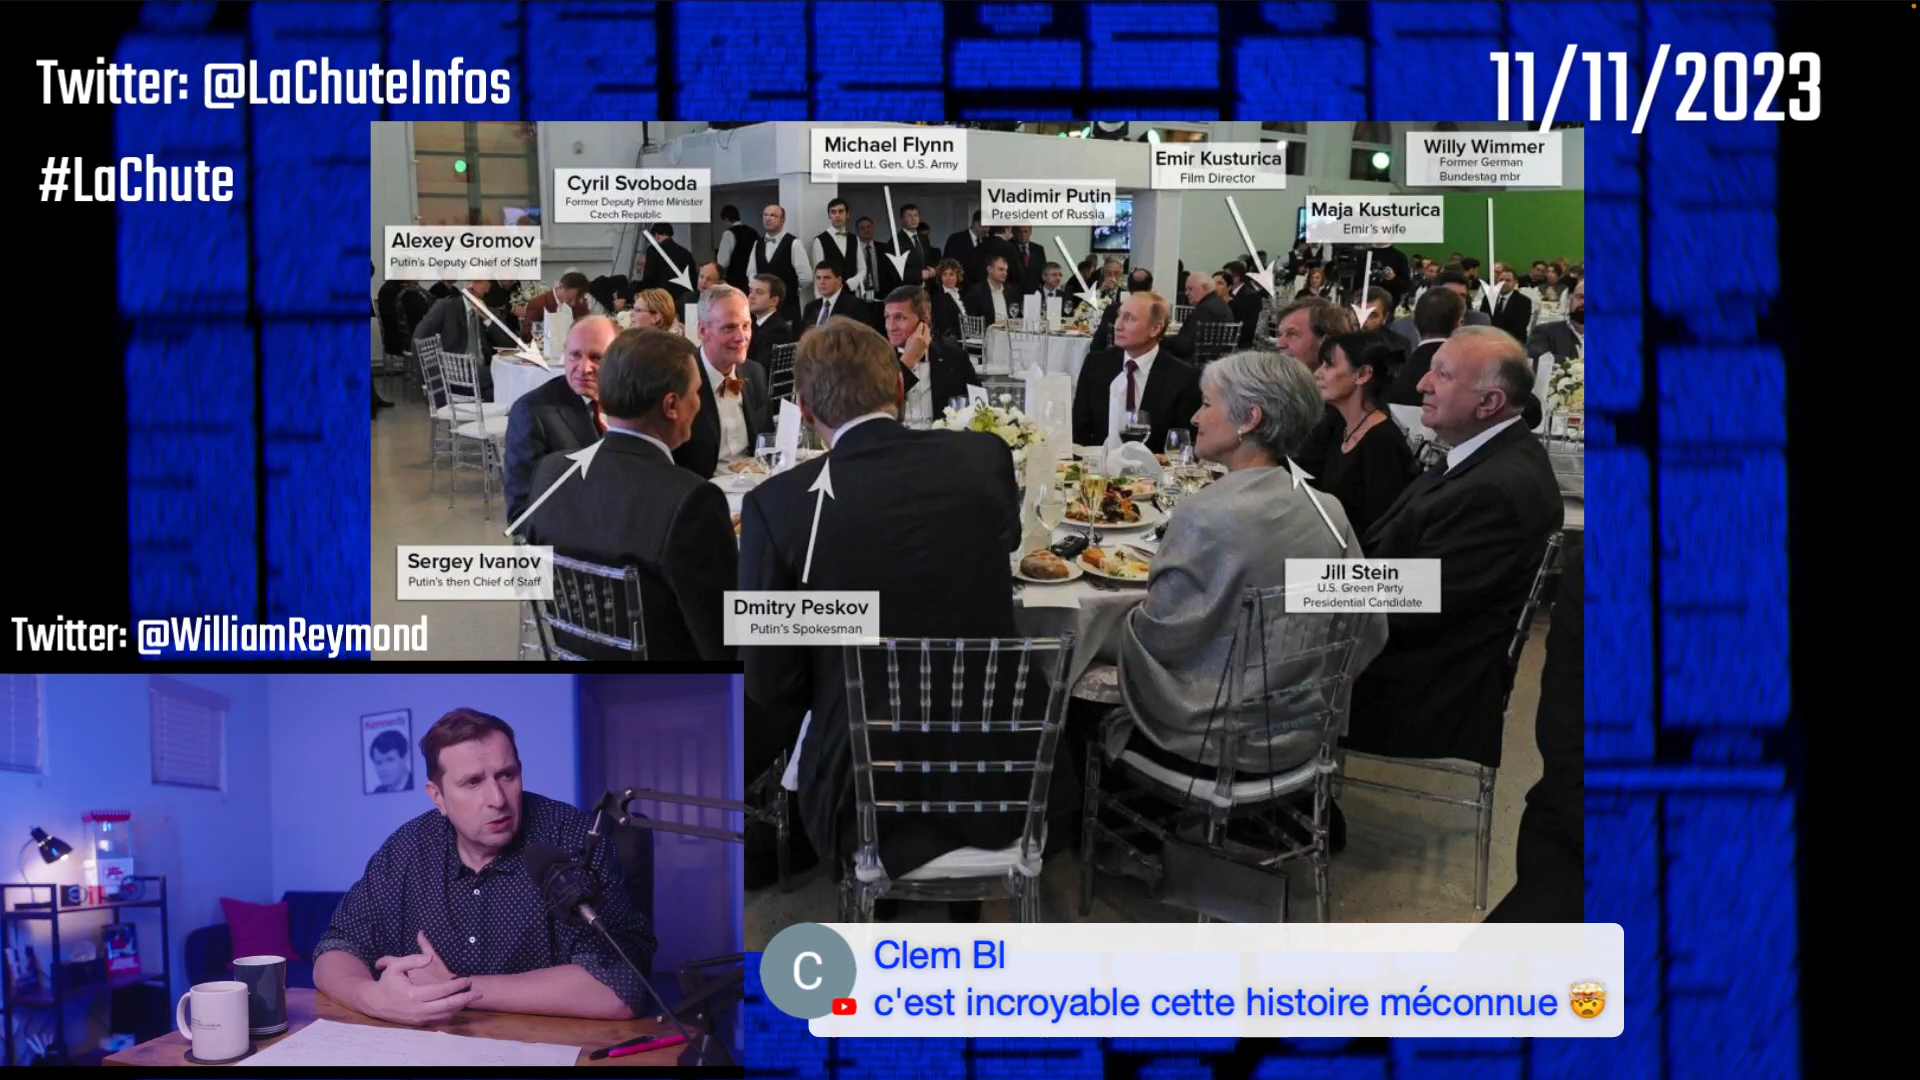 Twitter: @LaChuteInfos
11/11/2023
#LaChute
Michael Flynn
Retired Lt. Gen. U.S. Army
Emir Kusturica
Film Director
Willy Wimmer
Former German
Bundestag mbr
Cyril Svoboda
Former Deputy Prime Minister
Czech Republic
Vladimir Putin
President of Russia
Maja Kusturica
Emir's wife
Alexey Gromov
Putin's Deputy Chief of Staff
Sergey Ivanov
Putin's then Chief of Staff
Jill Stein
U.S. Green Party
Presidential Candidate
Dmitry Peskov
Putin's Spokesman
Twitter: @WilliamReymond
Kennedy
C
Clem BI
c'est incroyable cette histoire méconnue 🤯